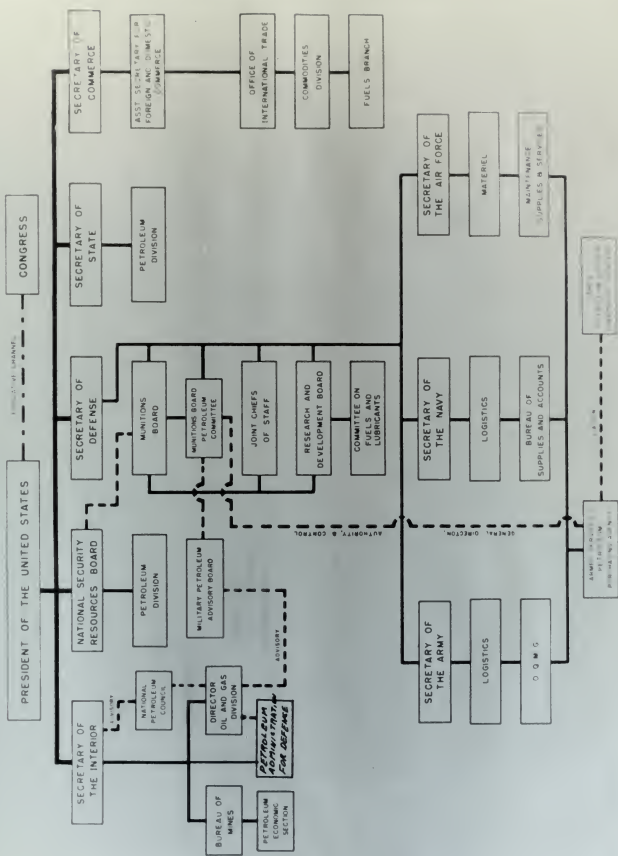 PRESIDENT OF THE UNITED STATES
CONGRESS
SECRETARY OF
THE INTERIOR
NATIONAL SECURITY
RESOURCES BOARD
SECRETARY OF
DEFENSE
SECRETARY OF
STATE
SECRETARY OF
COMMERCE
ADVISORY
NATIONAL
PETROLEUM
COUNCIL
PETROLEUM
DIVISION
MUNITIONS
BOARD
PETROLEUM
DIVISION
ASST SECRETARY FOR
FOREIGN AND DOMESTIC
COMMERCE
DIRECTOR
OIL AND GAS
DIVISION
MILITARY PETROLEUM
ADVISORY BOARD
MUNITIONS BOARD
PETROLEUM
COMMITTEE
OFFICE OF
INTERNATIONAL TRADE
BUREAU OF
MINES
PETROLEUM
ADMINISTRATION
FOR DEFENSE
ADVISORY
JOINT CHIEFS
OF STAFF
COMMODITIES
DIVISION
PETROLEUM
ECONOMIC
SECTION
RESEARCH AND
DEVELOPMENT BOARD
FUELS BRANCH
COMMITTEE ON
FUELS AND
LUBRICANTS
AUTHORITY, & CONTROL
GENERAL DIRECTION,
SECRETARY OF
THE ARMY
SECRETARY OF
THE NAVY
SECRETARY OF
THE AIR FORCE
LOGISTICS
LOGISTICS
MATERIEL
O Q M G
BUREAU OF
SUPPLIES AND ACCOUNTS
MAINTENANCE
SUPPLIES & SERVICES
ARMED SERVICES
PETROLEUM
PURCHASING AGENCY